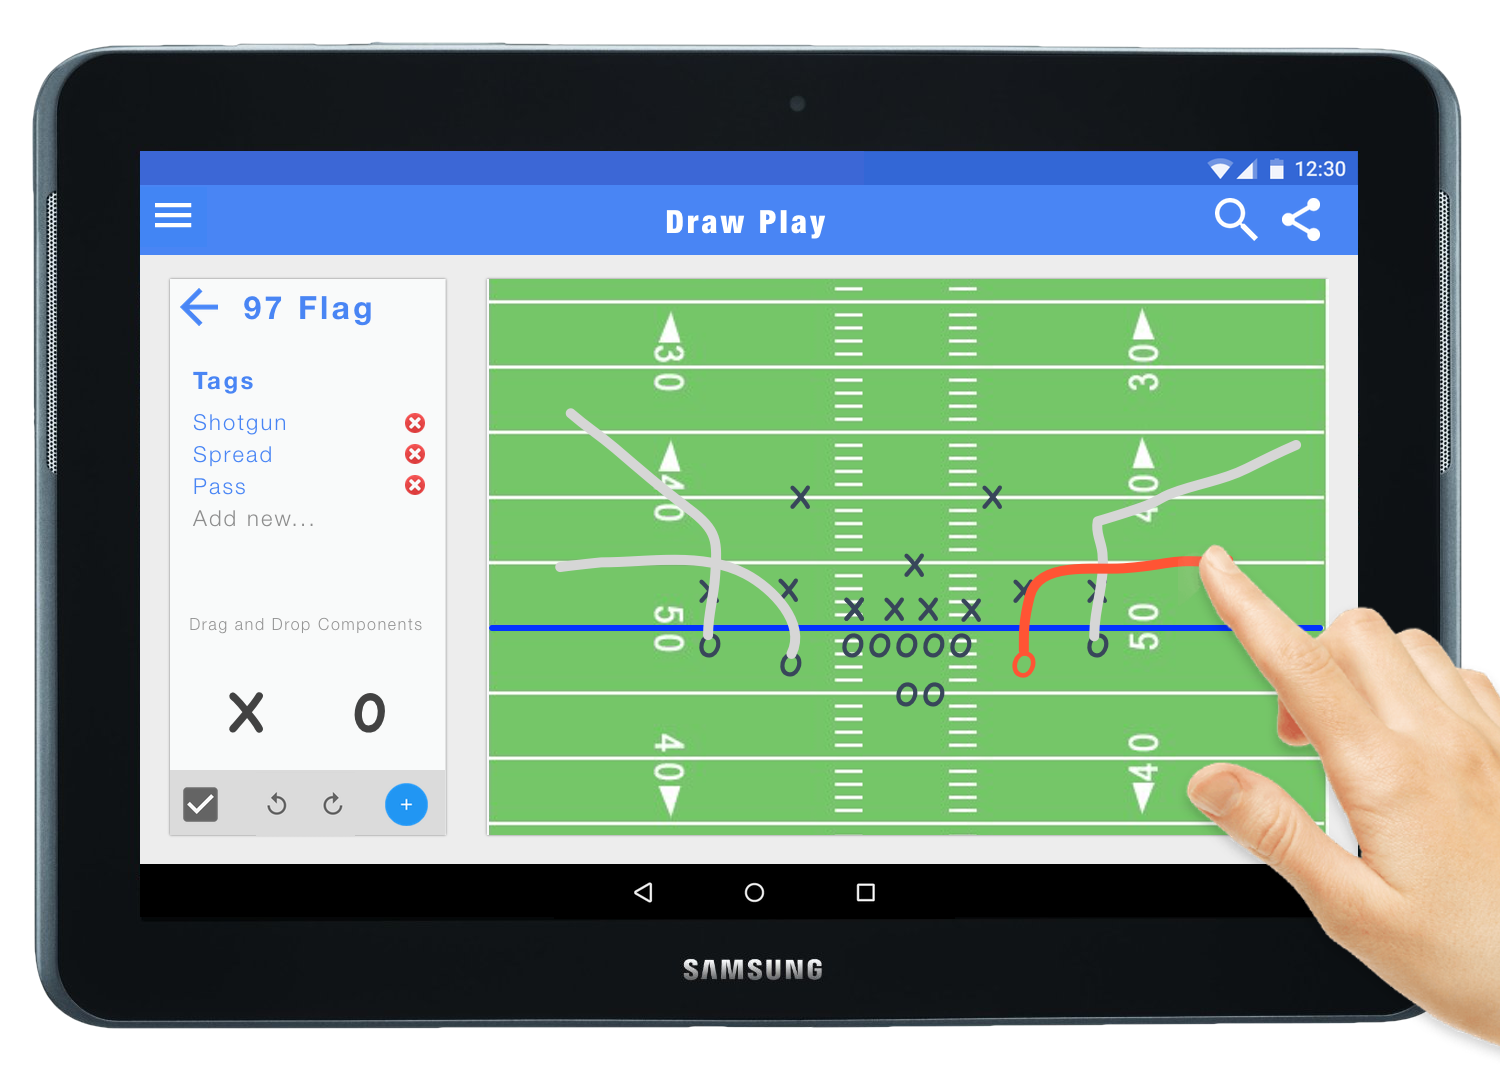 12:30
Draw Play
97 Flag
Tags
Shotgun
Spread
Pass
Add new...
Drag and Drop Components
X O
30 30
40 40
X X
X
X X X X
X X X X
50 50
O O O O O O O
O O
O O
40 40
SAMSUNG